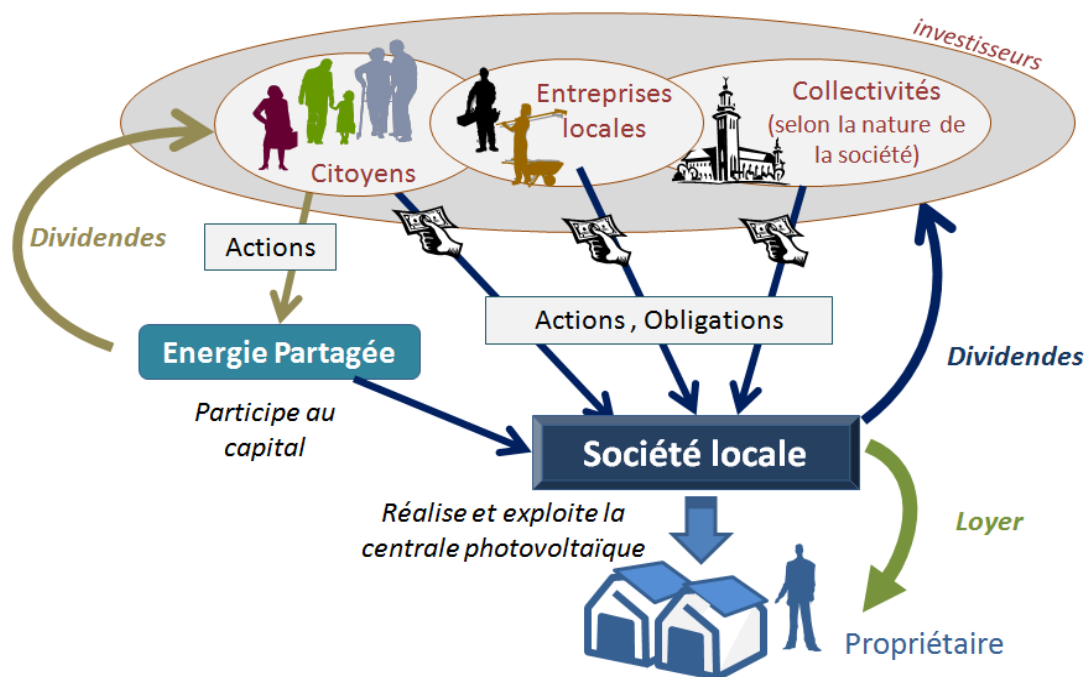 investisseurs
Citoyens
Entreprises
locales
Collectivités
(selon la nature de
la société)
Dividendes
Actions
Actions , Obligations
Energie Partagée
Dividendes
Participe au
capital
Société locale
Réalise et exploite la
centrale photovoltaïque
Loyer
Propriétaire